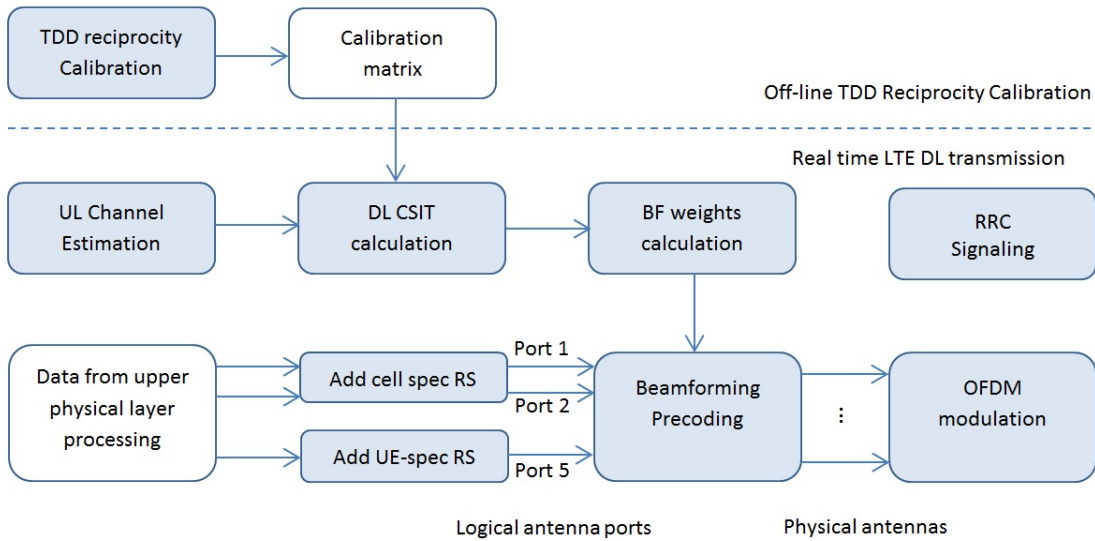 TDD reciprocity
Calibration
Calibration
matrix
Off-line TDD Reciprocity Calibration
Real time LTE DL transmission
UL Channel
Estimation
DL CSIT
calculation
BF weights
calculation
RRC
Signaling
Data from upper
physical layer
processing
Add cell spec RS
Add UE-spec RS
Port 1
Port 2
Port 5
Beamforming
Precoding
⋮
OFDM
modulation
Logical antenna ports
Physical antennas